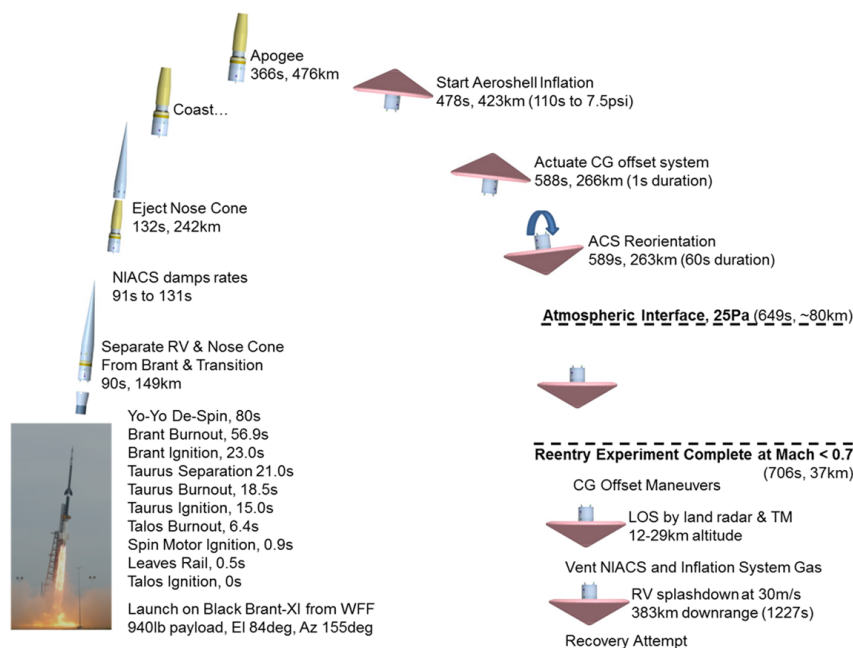 Apogee
366s, 476km
Coast…
Eject Nose Cone
132s, 242km
NIACS damps rates
91s to 131s
Separate RV & Nose Cone
From Brant & Transition
90s, 149km
Yo-Yo De-Spin, 80s
Brant Burnout, 56.9s
Brant Ignition, 23.0s
Taurus Separation 21.0s
Taurus Burnout, 18.5s
Taurus Ignition, 15.0s
Talos Burnout, 6.4s
Spin Motor Ignition, 0.9s
Leaves Rail, 0.5s
Talos Ignition, 0s
Launch on Black Brant-XI from WFF
940lb payload, El 84deg, Az 155deg
Start Aeroshell Inflation
478s, 423km (110s to 7.5psi)
Actuate CG offset system
588s, 266km (1s duration)
ACS Reorientation
589s, 263km (60s duration)
Atmospheric Interface, 25Pa (649s, ~80km)
Reentry Experiment Complete at Mach < 0.7
(706s, 37km)
CG Offset Maneuvers
LOS by land radar & TM
12-29km altitude
Vent NIACS and Inflation System Gas
RV splashdown at 30m/s
383km downrange (1227s)
Recovery Attempt